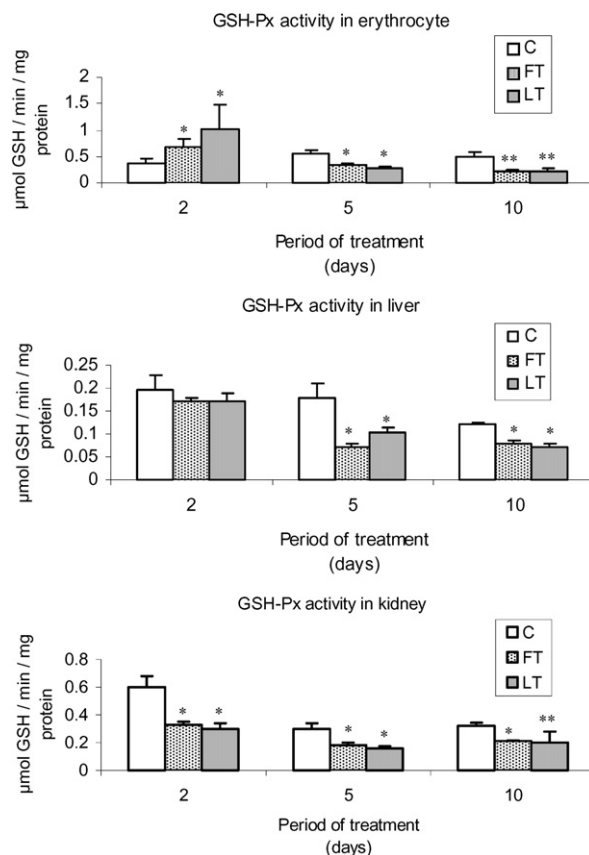 GSH-Px activity in erythrocyte
C
FT
LT
µmol GSH / min / mg
protein
2
1.5
1
0.5
0
* *
* *
** **
2 5 10
Period of treatment
(days)
GSH-Px activity in liver
C
FT
LT
µmol GSH / min / mg
protein
0.25
0.2
0.15
0.1
0.05
0
* *
* *
2 5 10
Period of treatment
(days)
GSH-Px activity in kidney
C
FT
LT
µmol GSH / min / mg
protein
0.8
0.6
0.4
0.2
0
* *
* *
* **
2 5 10
Period of treatment
(days)